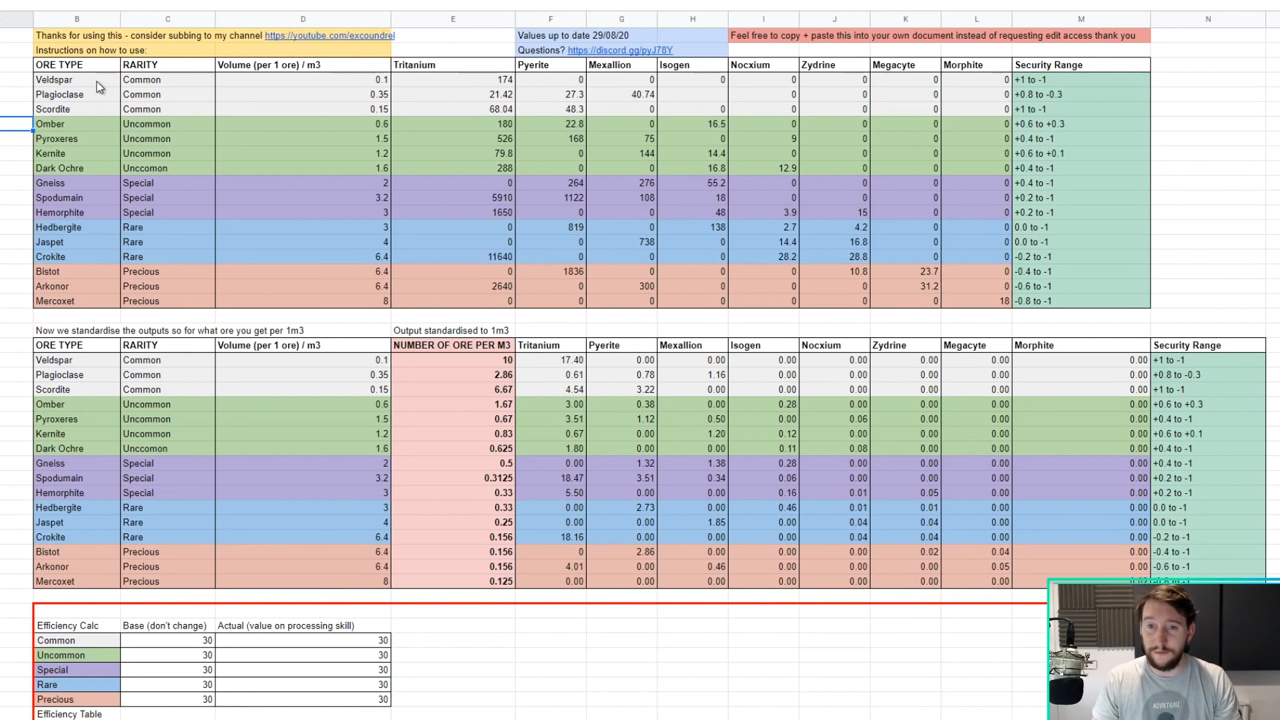 B C D E F G H I J K L M N
Thanks for using this - consider subbing to my channel https://youtube.com/excoundrel Values up to date 29/08/20 Feel free to copy + paste this into your own document instead of requesting edit access thank you
Instructions on how to use: Questions? https://discord.gg/pyJ78Y
ORE TYPE RARITY Volume (per 1 ore) / m3 Tritanium Pyerite Mexallion Isogen Nocxium Zydrine Megacyte Morphite Security Range
Veldspar Common 0.1 174 0 0 0 0 0 0 0 +1 to -1
Plagioclase Common 0.35 21.42 27.3 40.74 0 0 0 0 +0.8 to -0.3
Scordite Common 0.15 68.04 48.3 0 0 0 0 0 +1 to -1
Omber Uncommon 0.6 180 22.8 16.5 0 0 0 0 +0.6 to +0.3
Pyroxeres Uncommon 1.5 526 168 75 0 9 0 0 0 +0.4 to -1
Kernite Uncommon 1.2 79.8 0 144 14.4 0 0 0 0 +0.6 to +0.1
Dark Ochre Unccomon 1.6 288 0 0 16.8 12.9 0 0 0 +0.4 to -1
Gneiss Special 2 0 264 276 55.2 0 0 0 0 +0.4 to -1
Spodumain Special 3.2 5910 1122 108 18 0 0 0 0 +0.2 to -1
Hemorphite Special 3 1650 0 0 48 3.9 15 0 0 +0.2 to -1
Hedbergite Rare 3 0 819 0 138 2.7 4.2 0 0 0.0 to -1
Jaspet Rare 4 0 0 738 0 14.4 16.8 0 0 0.0 to -1
Crokite Rare 6.4 11640 0 0 0 28.2 28.8 0 0 -0.2 to -1
Bistot Precious 6.4 0 1836 0 0 0 10.8 23.7 0 -0.4 to -1
Arkonor Precious 6.4 2640 0 300 0 0 0 31.2 0 -0.6 to -1
Mercoxet Precious 8 0 0 0 0 0 0 0 18 -0.8 to -1
Now we standardise the outputs so for what ore you get per 1m3 Output standardised to 1m3
ORE TYPE RARITY Volume (per 1 ore) / m3 NUMBER OF ORE PER M3 Tritanium Pyerite Mexallion Isogen Nocxium Zydrine Megacyte Morphite Security Range
Veldspar Common 0.1 10 17.40 0.00 0.00 0.00 0.00 0.00 0.00 0.00 +1 to -1
Plagioclase Common 0.35 2.86 0.61 0.78 1.16 0.00 0.00 0.00 0.00 0.00 +0.8 to -0.3
Scordite Common 0.15 6.67 4.54 3.22 0.00 0.00 0.00 0.00 0.00 0.00 +1 to -1
Omber Uncommon 0.6 1.67 3.00 0.38 0.00 0.28 0.00 0.00 0.00 0.00 +0.6 to +0.3
Pyroxeres Uncommon 1.5 0.67 3.51 1.12 0.50 0.00 0.06 0.00 0.00 0.00 +0.4 to -1
Kernite Uncommon 1.2 0.83 0.67 0.00 1.20 0.12 0.00 0.00 0.00 0.00 +0.6 to +0.1
Dark Ochre Unccomon 1.6 0.625 1.80 0.00 0.00 0.11 0.08 0.00 0.00 0.00 +0.4 to -1
Gneiss Special 2 0.5 0.00 1.32 1.38 0.28 0.00 0.00 0.00 0.00 +0.4 to -1
Spodumain Special 3.2 0.3125 18.47 3.51 0.34 0.06 0.00 0.00 0.00 0.00 +0.2 to -1
Hemorphite Special 3 0.33 5.50 0.00 0.00 0.16 0.01 0.05 0.00 0.00 +0.2 to -1
Hedbergite Rare 3 0.33 0.00 2.73 0.00 0.46 0.01 0.01 0.00 0.00 0.0 to -1
Jaspet Rare 4 0.25 0.00 0.00 1.85 0.00 0.04 0.04 0.00 0.00 0.0 to -1
Crokite Rare 6.4 0.156 18.16 0.00 0.00 0.00 0.04 0.04 0.00 0.00 -0.2 to -1
Bistot Precious 6.4 0.156 0 2.86 0.00 0.00 0.00 0.02 0.04 0.00 -0.4 to -1
Arkonor Precious 6.4 0.156 4.01 0.00 0.46 0.00 0.00 0.00 0.05 0.00 -0.6 to -1
Mercoxet Precious 8 0.125 0.00 0.00 0.00 0.00 0.00 0.00 0.00 -0.8 to -1
Efficiency Calc Base (don't change) Actual (value on processing skill)
Common 30 30
Uncommon 30 30
Special 30 30
Rare 30 30
Precious 30 30
Efficiency Table